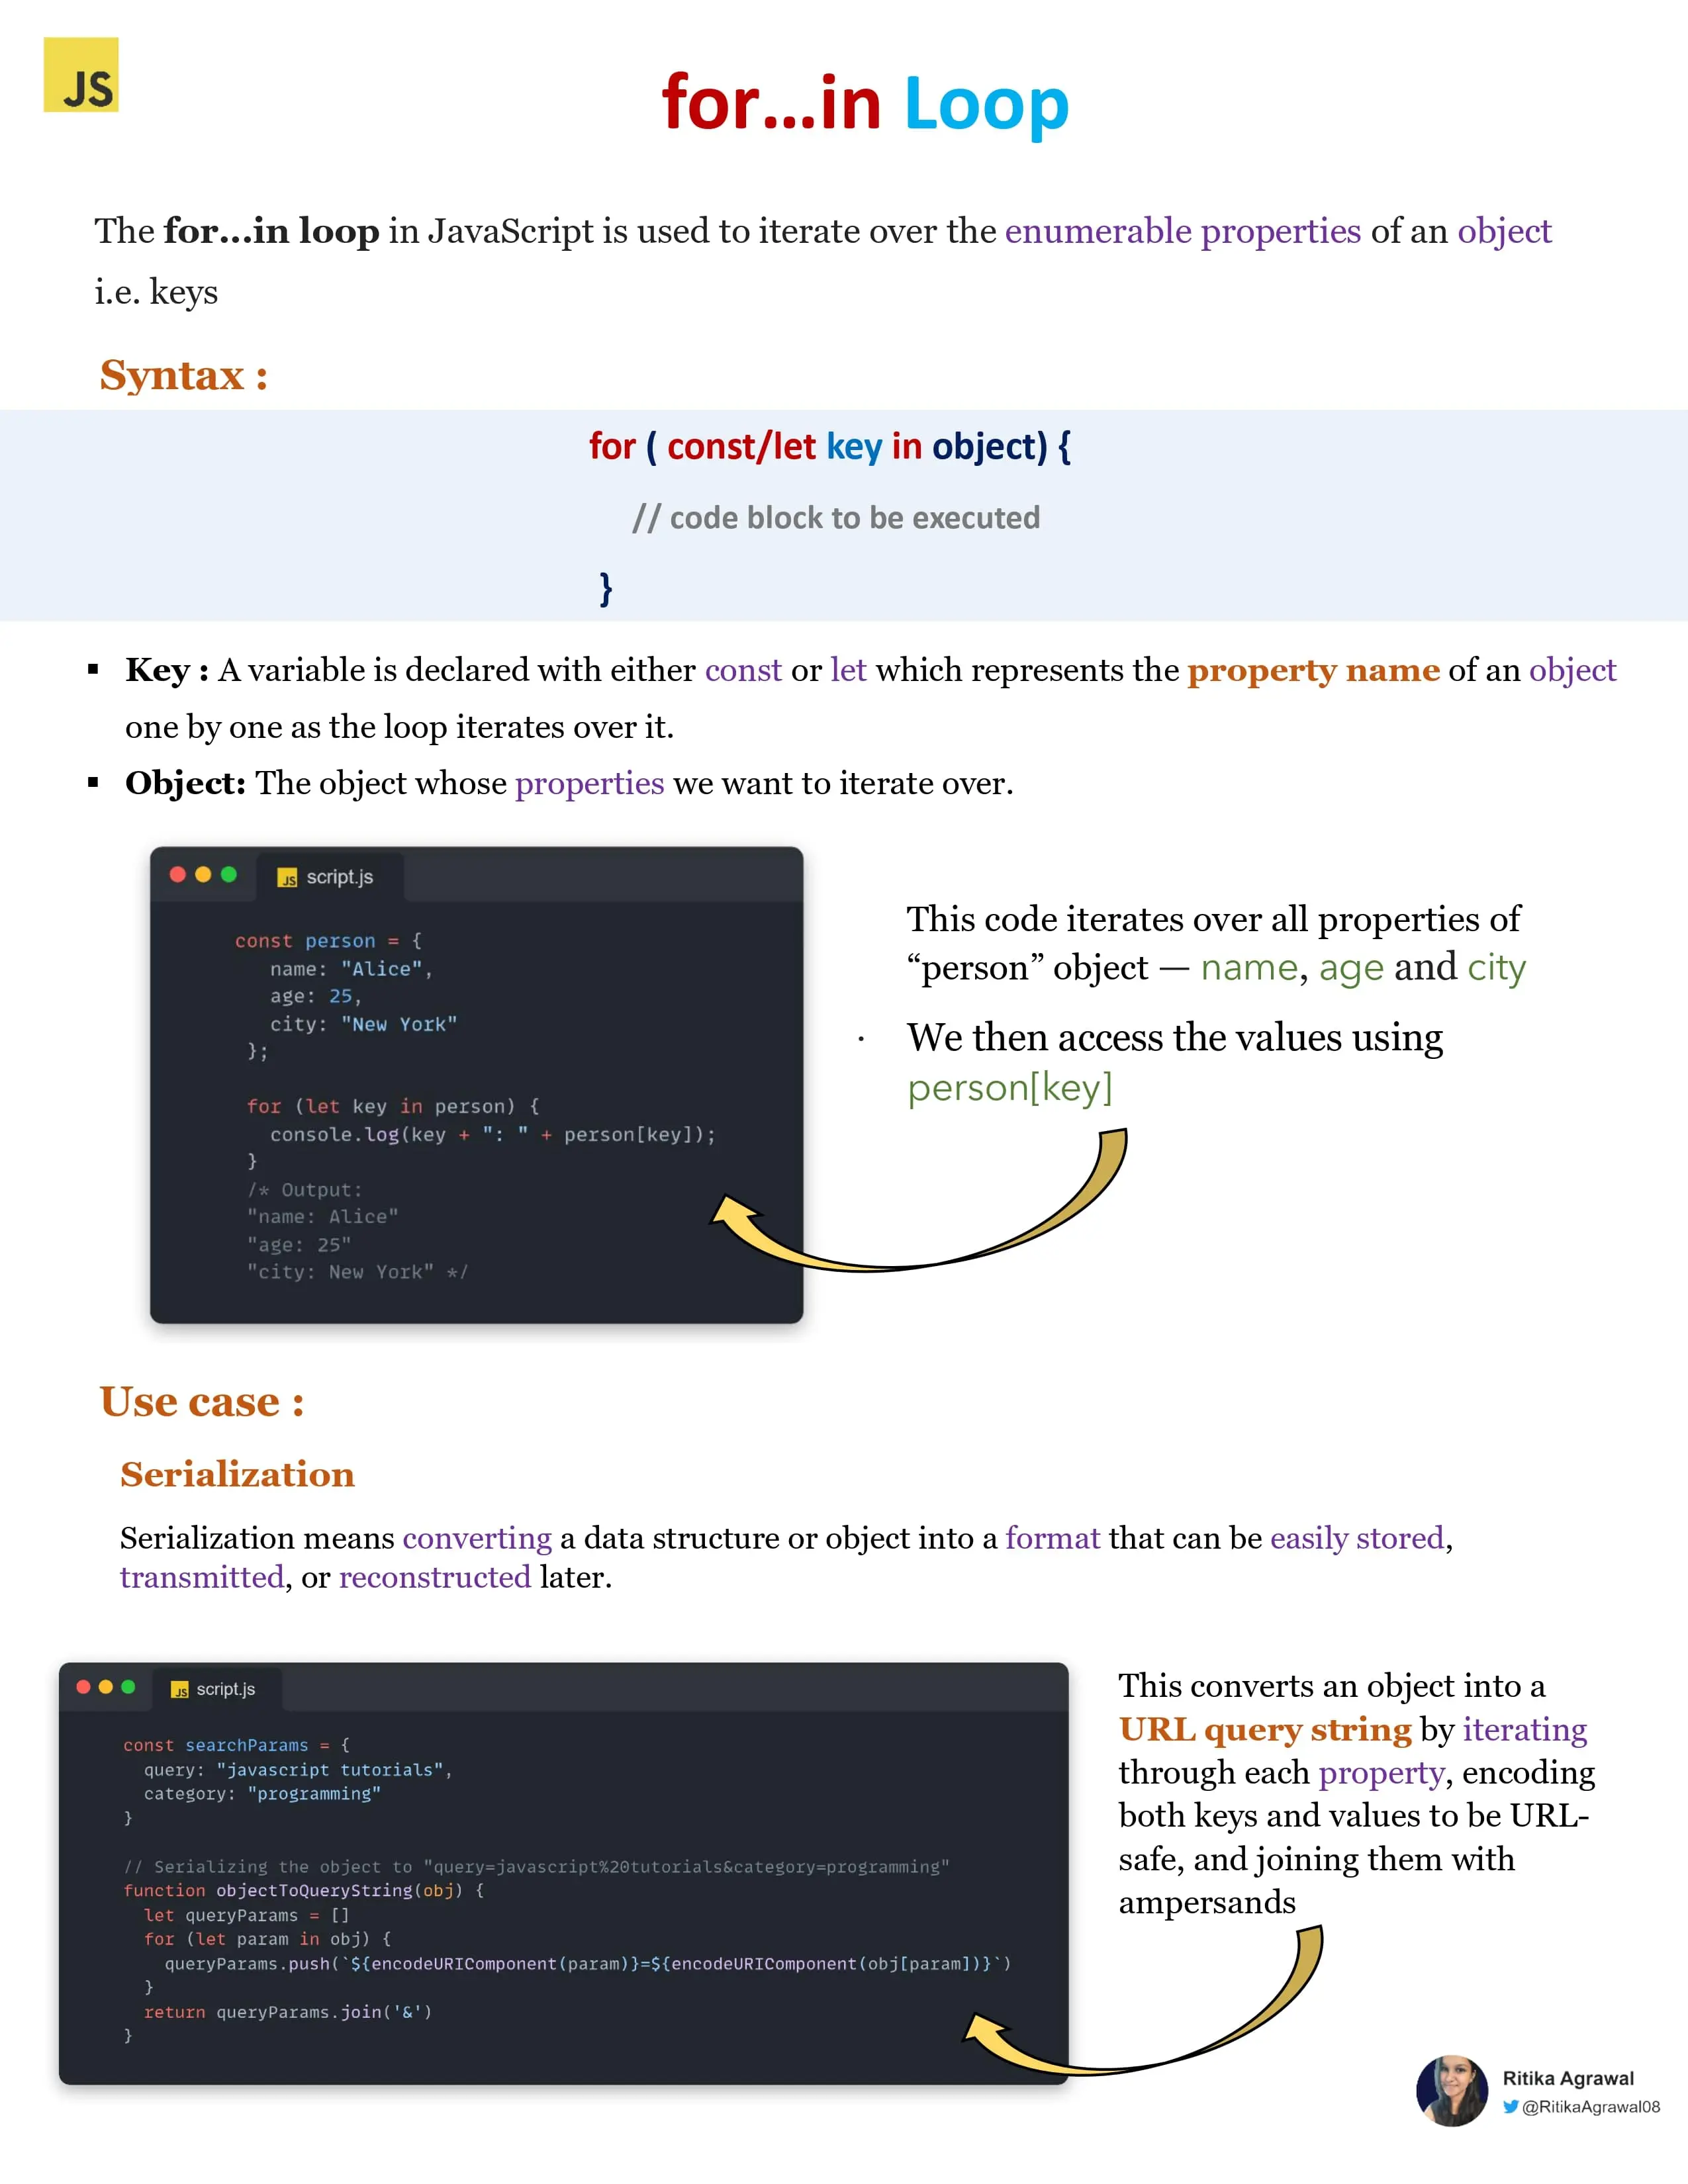 JS
for...in Loop
The for...in loop in JavaScript is used to iterate over the enumerable properties of an object
i.e. keys
Syntax :
for ( const/let key in object) {
// code block to be executed
}
▪ Key : A variable is declared with either const or let which represents the property name of an object
one by one as the loop iterates over it.
▪ Object: The object whose properties we want to iterate over.
JS script.js
const person = {
name: "Alice",
age: 25,
city: "New York"
};
for (let key in person) {
console.log(key + ": " + person[key]);
}
/* Output:
"name: Alice"
"age: 25"
"city: New York" */
This code iterates over all properties of
“person” object — name, age and city
· We then access the values using
person[key]
Use case :
Serialization
Serialization means converting a data structure or object into a format that can be easily stored,
transmitted, or reconstructed later.
JS script.js
const searchParams = {
query: "javascript tutorials",
category: "programming"
}
// Serializing the object to "query=javascript%20tutorials&category=programming"
function objectToQueryString(obj) {
let queryParams = []
for (let param in obj) {
queryParams.push(`${encodeURIComponent(param)}=${encodeURIComponent(obj[param])}`)
}
return queryParams.join('&')
}
This converts an object into a
URL query string by iterating
through each property, encoding
both keys and values to be URL-
safe, and joining them with
ampersands
Ritika Agrawal
@RitikaAgrawal08